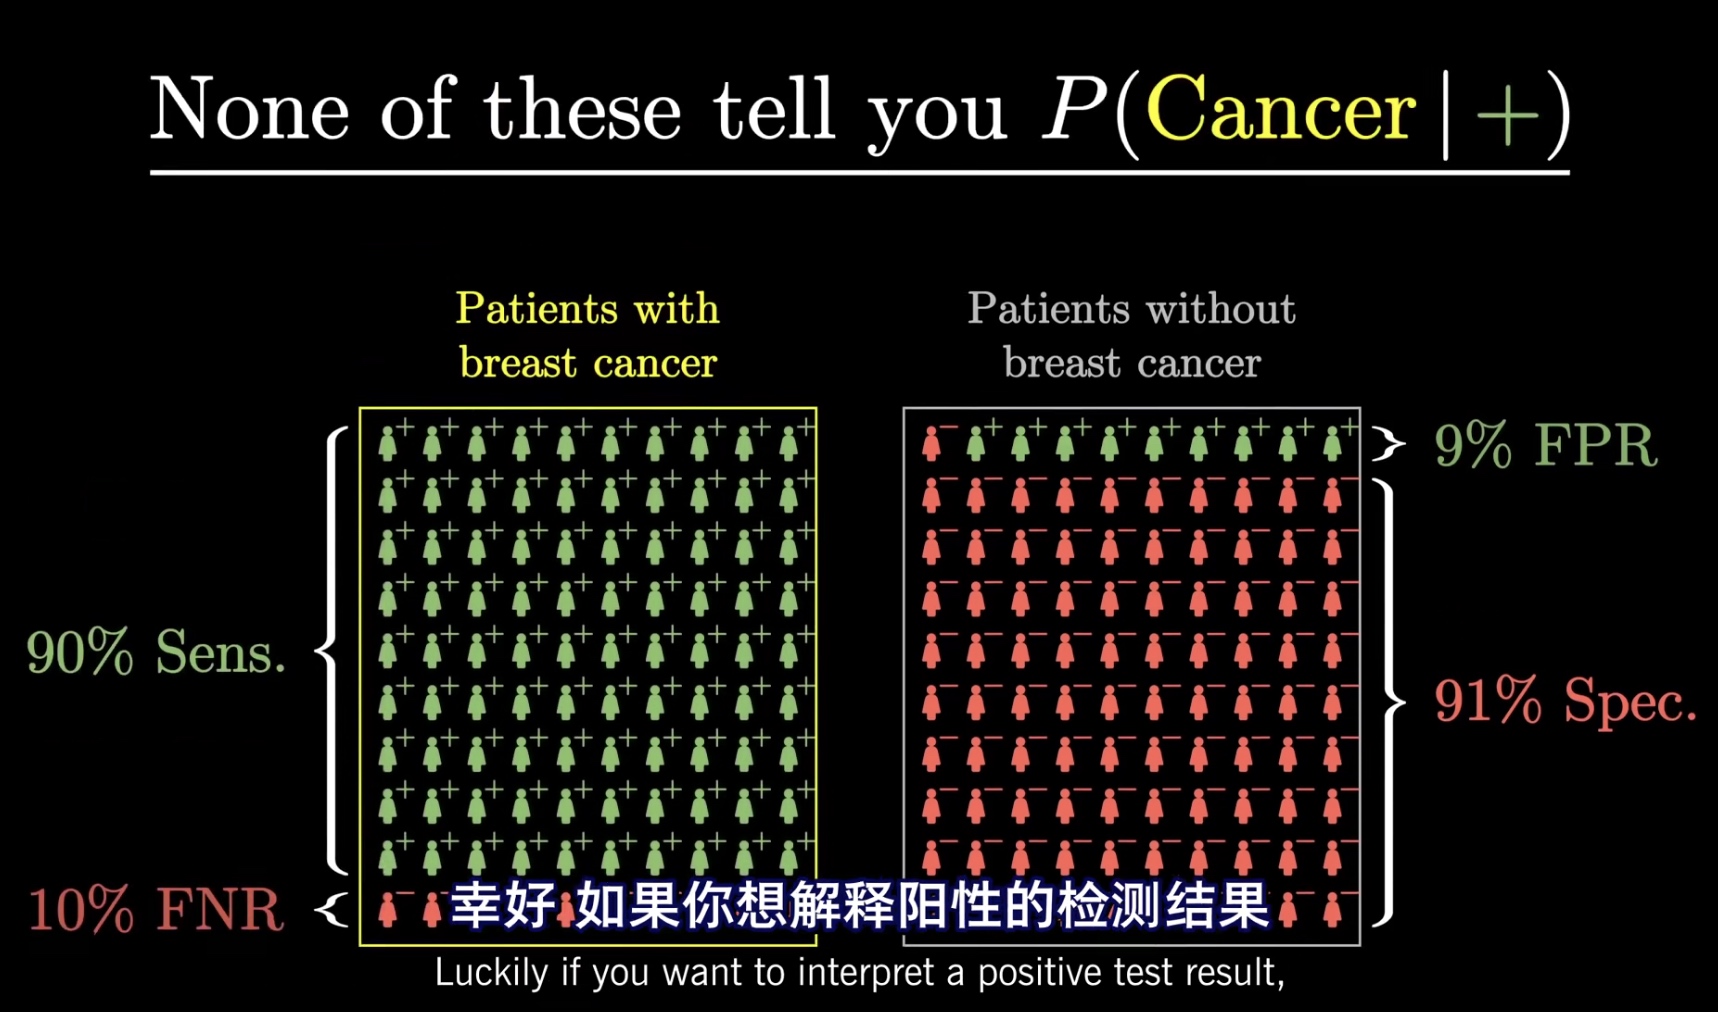 None of these tell you P(Cancer | +)
Patients with
breast cancer
Patients without
breast cancer
9% FPR
90% Sens.
91% Spec.
10% FNR
幸好 如果你想解释阳性的检测结果
Luckily if you want to interpret a positive test result,